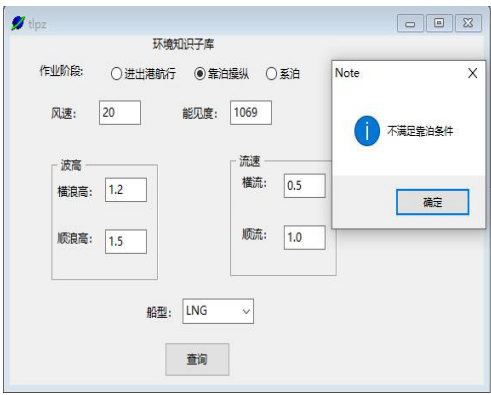 tlpz
环境知识子库
作业阶段: 进出港航行 靠泊操纵 系泊
风速: 20 能见度: 1069
波高
横浪高: 1.2
顺浪高: 1.5
流速
横流: 0.5
顺流: 1.0
船型: LNG
查询
Note X
不满足靠泊条件
确定